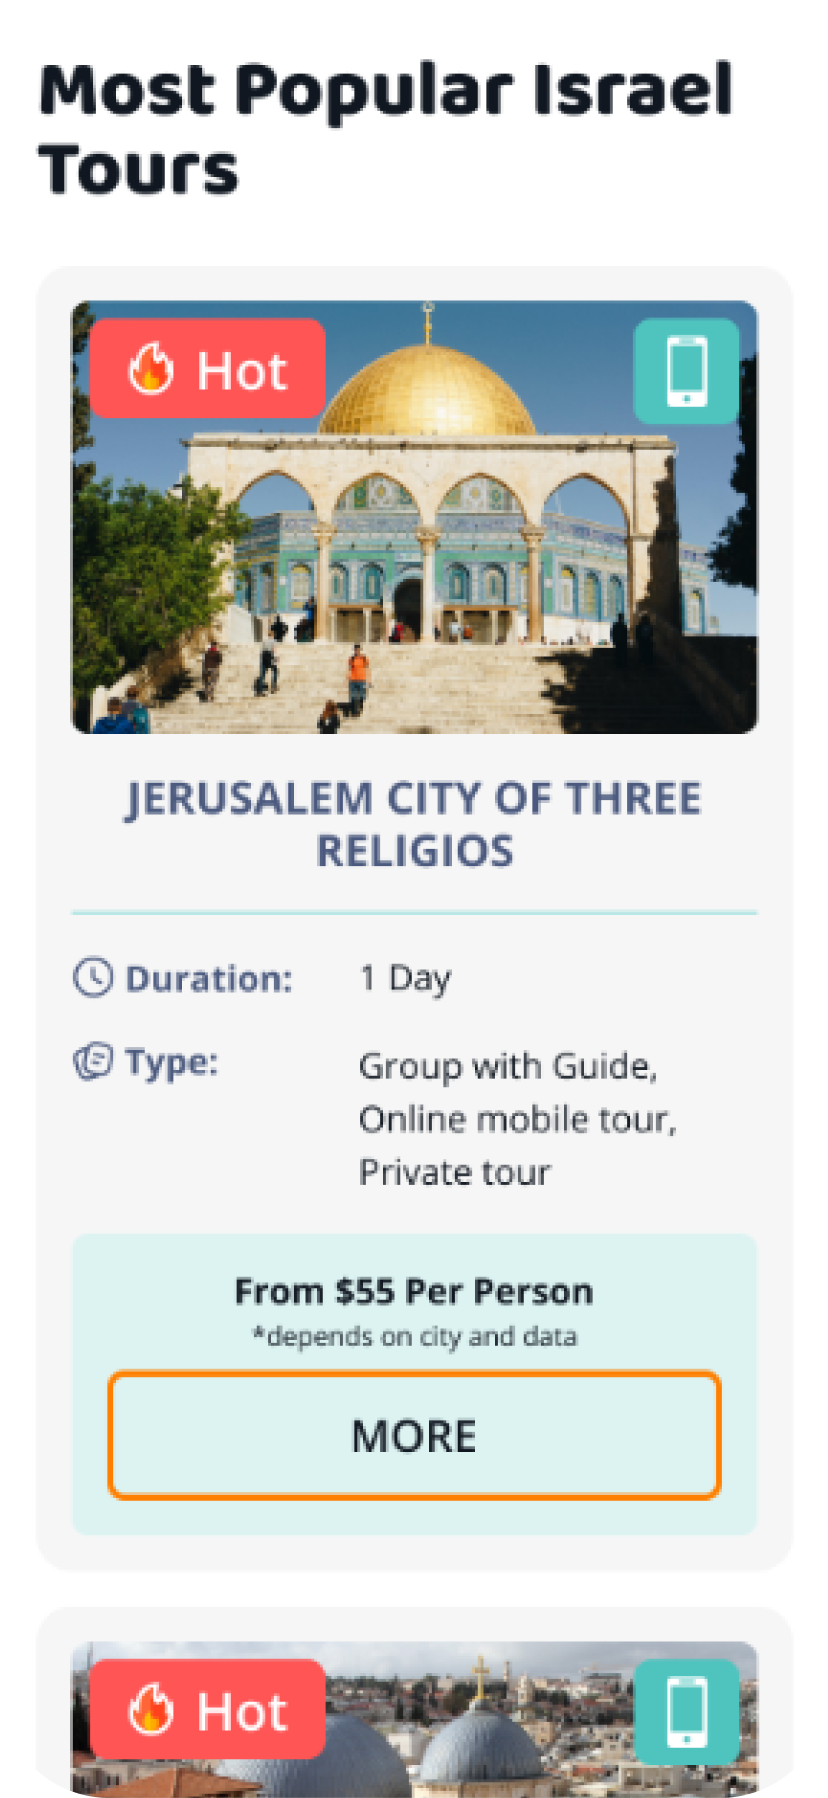 Most Popular Israel
Tours
Hot
JERUSALEM CITY OF THREE
RELIGIOS
Duration:
1 Day
Type:
Group with Guide,
Online mobile tour,
Private tour
From $55 Per Person
*depends on city and data
MORE
Hot